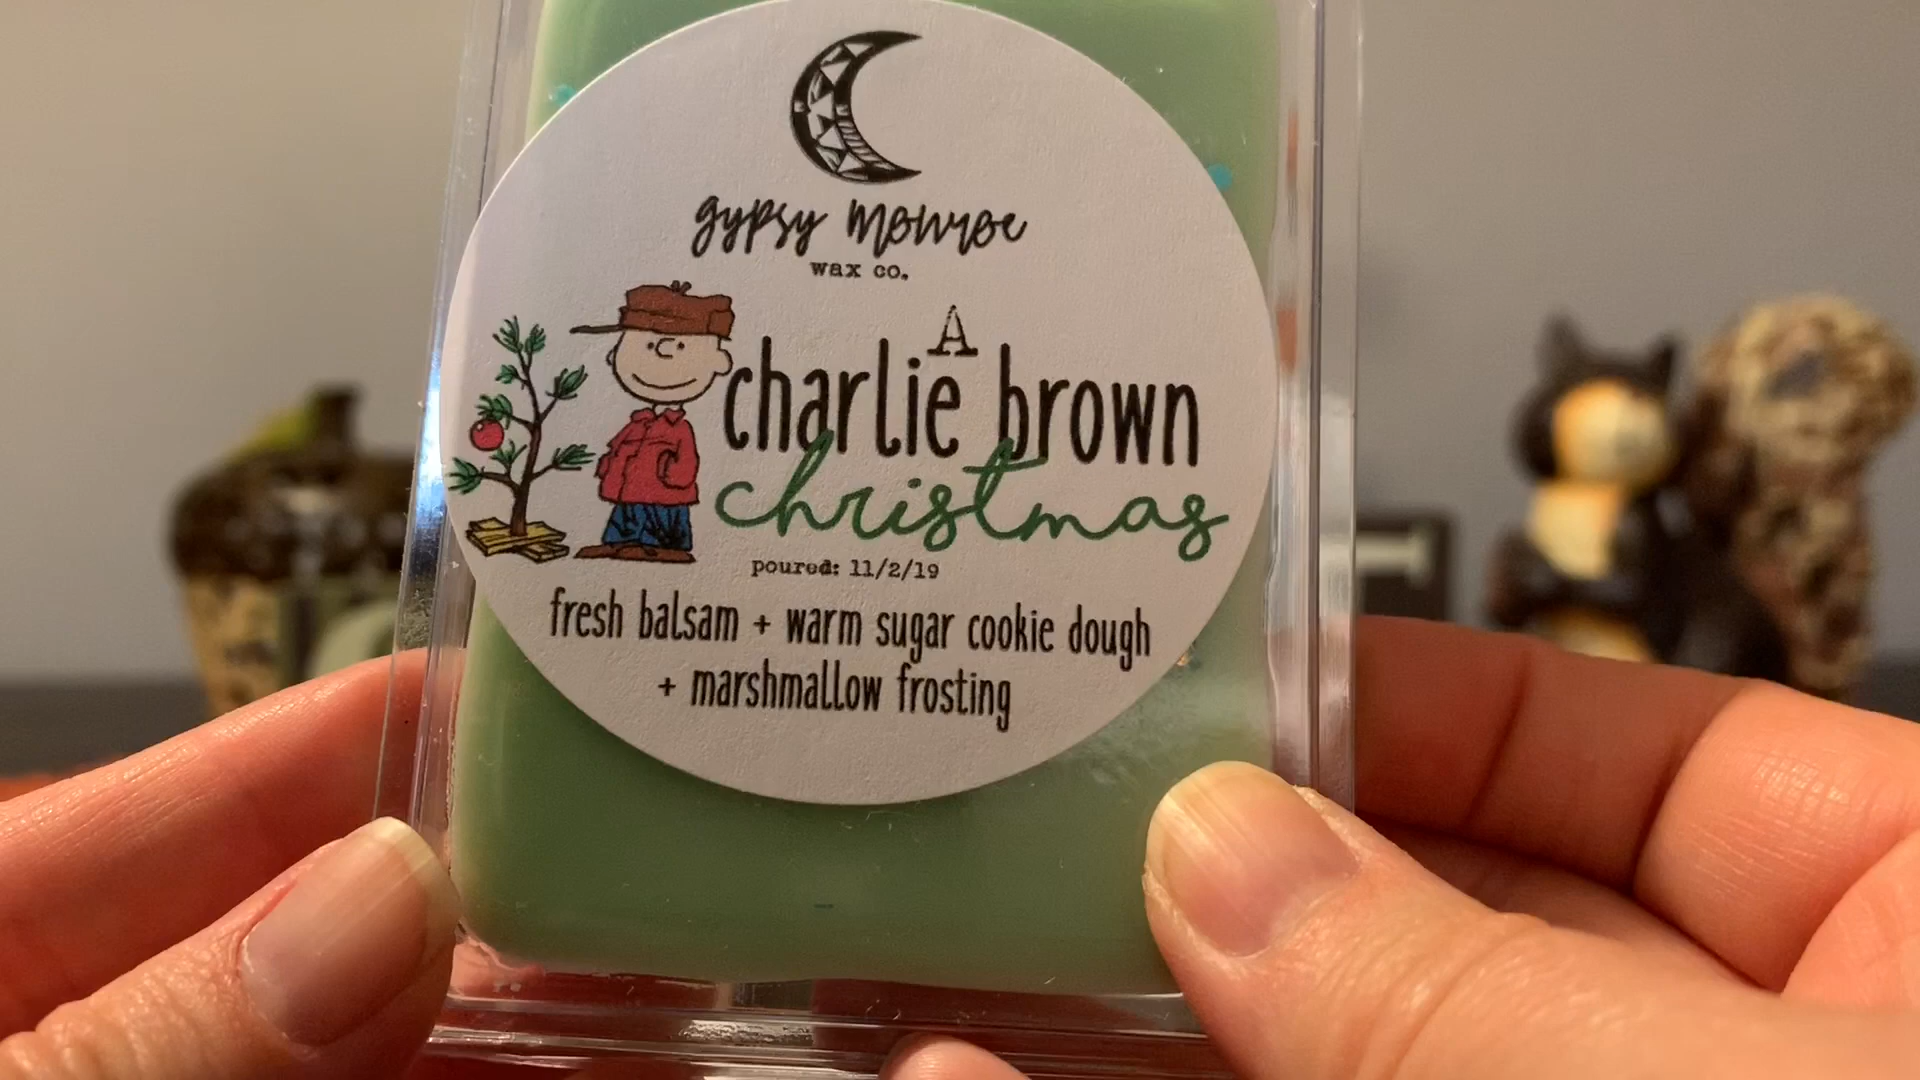 gypsy monroe
wax co.
A
charlie brown
christmas
poured: 11/2/19
fresh balsam + warm sugar cookie dough
+ marshmallow frosting